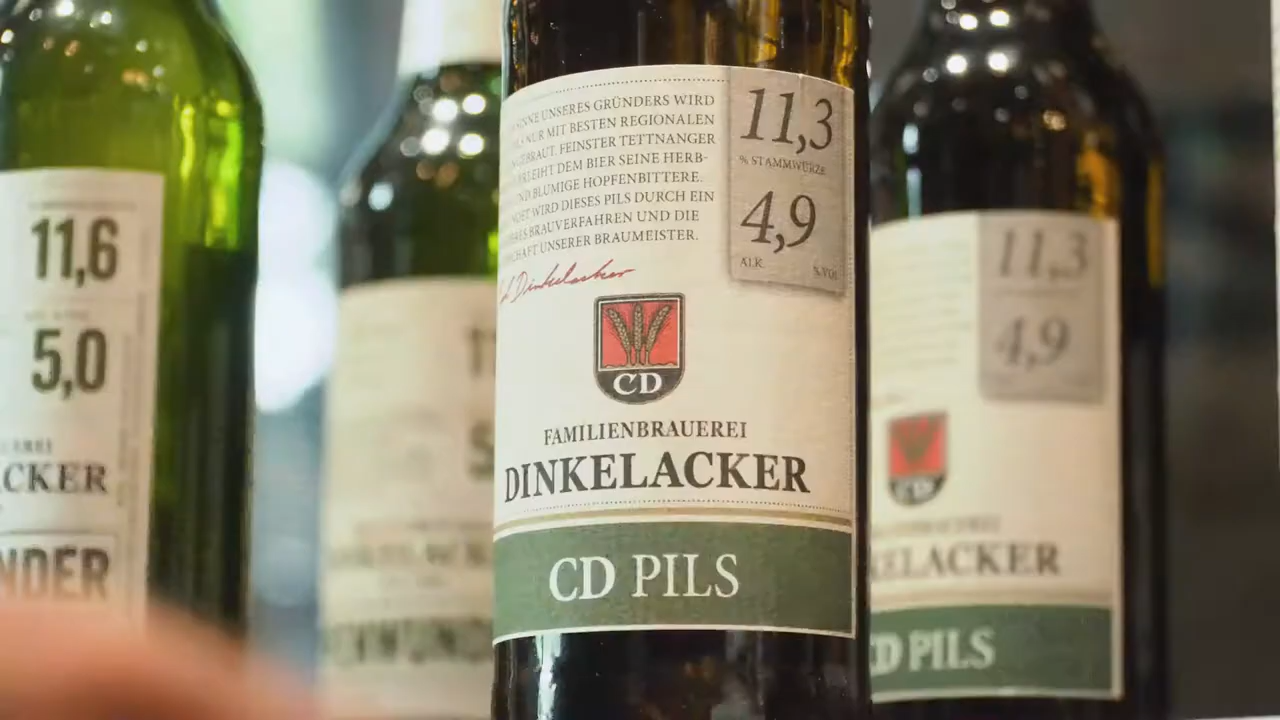 UNSERES GRÜNDERS WIRD
NUR MIT BESTEN REGIONALEN
GEBRAUT. FEINSTER TETTNANGER
VERLEIHT DEM BIER SEINE HERB-
UND BLUMIGE HOPFENBITTERE.
WIRD DIESES PILS DURCH EIN
BRAUVERFAHREN UND DIE
UNSERER BRAUMEISTER.
Dinkelacker
11,3
% STAMMWÜRZE
4,9
ALK. % VOL
CD
FAMILIENBRAUEREI
DINKELACKER
CD PILS
11,6
5,0
CKER
NDER
11,3
4,9
CD
ELACKER
CD PILS